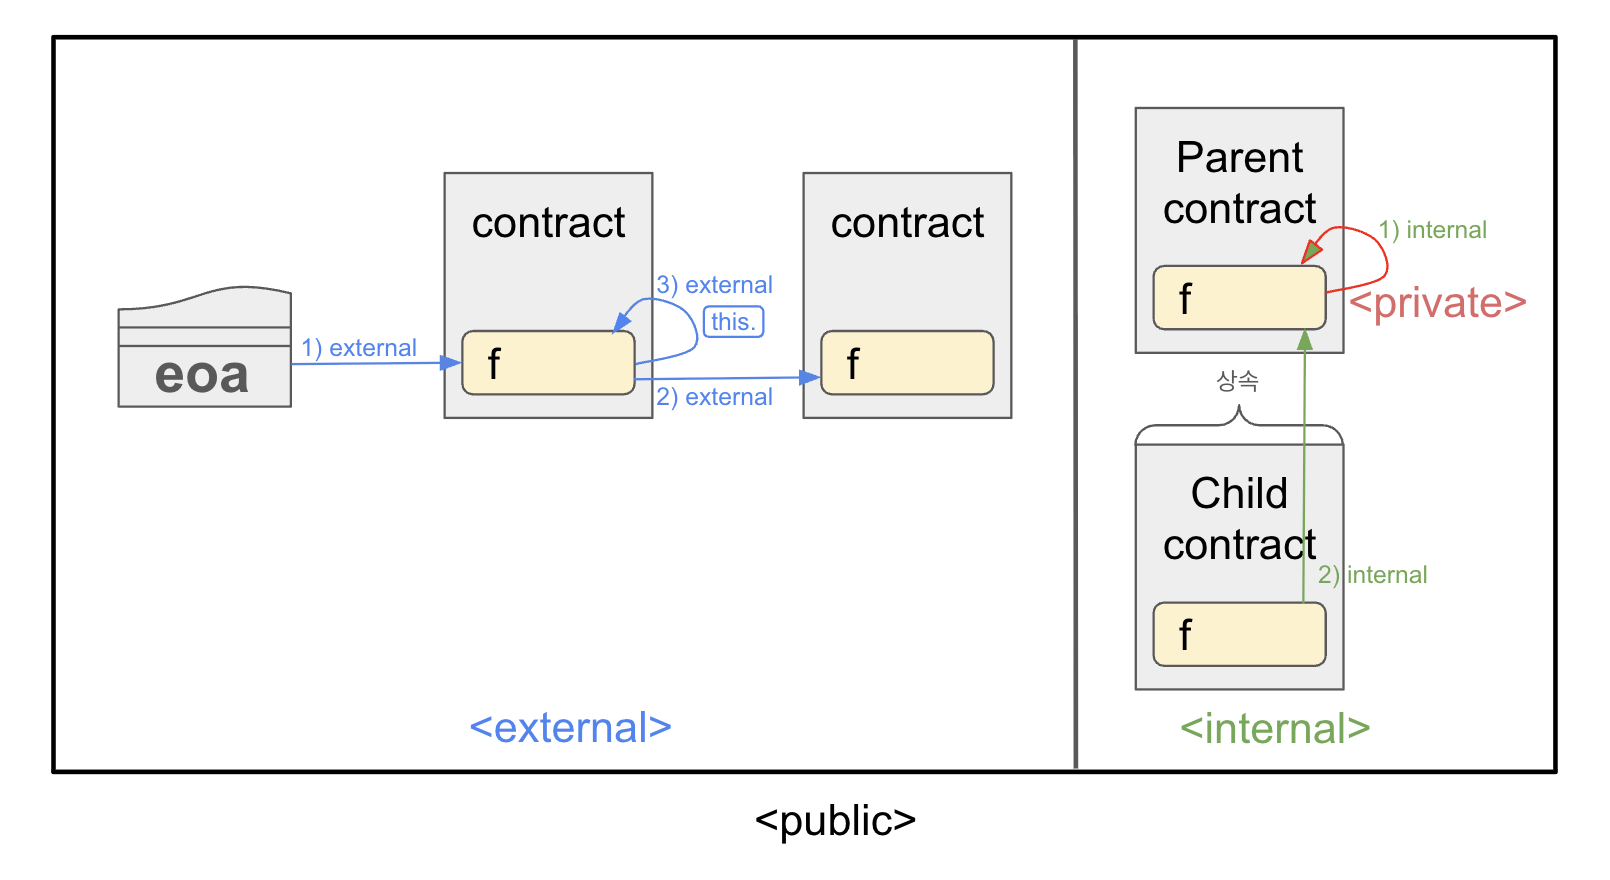 eoa
1) external
contract
f
3) external
this.
2) external
contract
f
<external>
Parent
contract
f
1) internal
<private>
상속
Child
contract
2) internal
f
<internal>
<public>